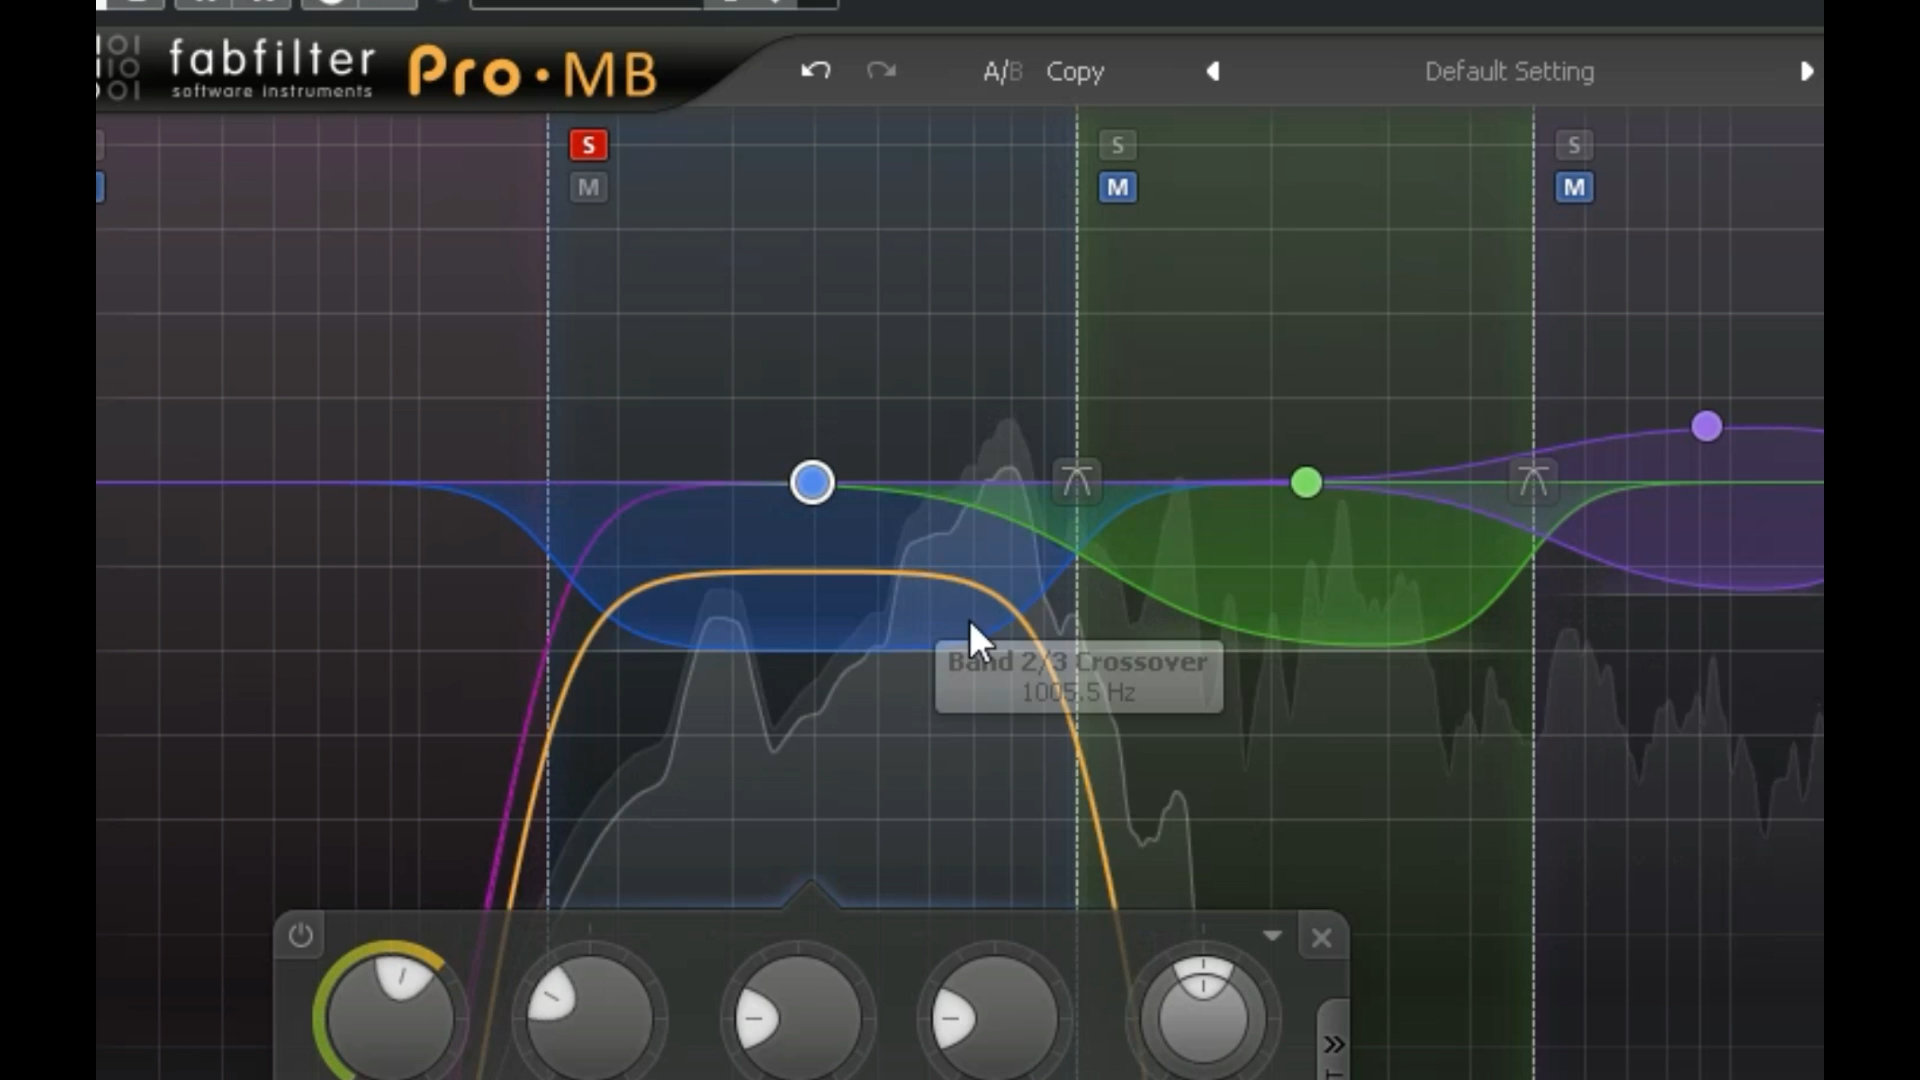 fabfilter
software instruments
Pro·MB
A/B
Copy
Default Setting
S
S
S
M
M
M
Band 2/3 Crossover
1005.5 Hz